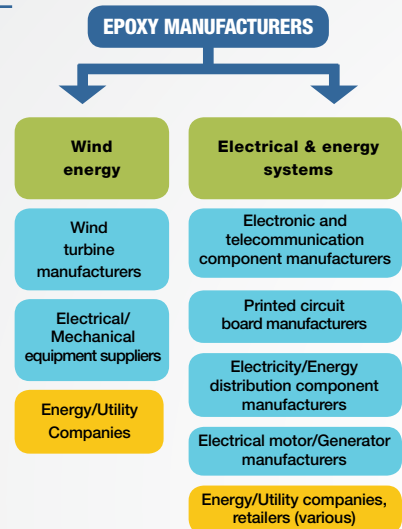 EPOXY MANUFACTURERS
Wind
energy
Wind
turbine
manufacturers
Electrical/
Mechanical
equipment suppliers
Energy/Utility
Companies
Electrical & energy
systems
Electronic and
telecommunication
component manufacturers
Printed circuit
board manufacturers
Electricity/Energy
distribution component
manufacturers
Electrical motor/Generator
manufacturers
Energy/Utility companies,
retailers (various)